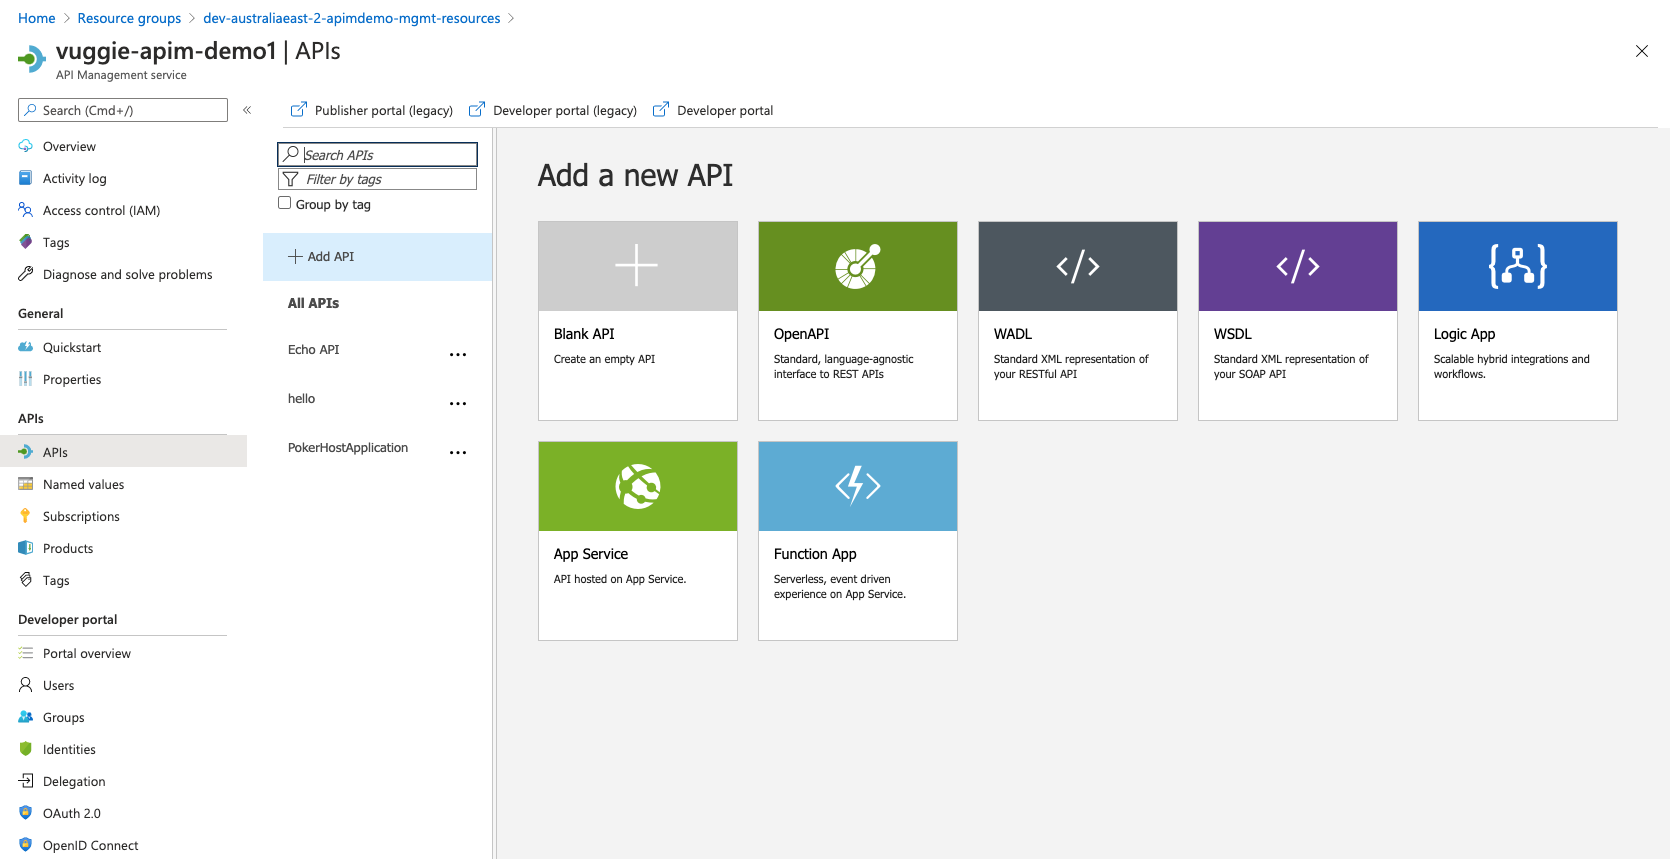 Home > Resource groups > dev-australiaeast-2-apimdemo-mgmt-resources >
vuggie-apim-demo1 | APIs
API Management service
Search (Cmd+/)
«
Overview
Activity log
Access control (IAM)
Tags
Diagnose and solve problems
General
Quickstart
Properties
APIs
APIs
Named values
Subscriptions
Products
Tags
Developer portal
Portal overview
Users
Groups
Identities
Delegation
OAuth 2.0
OpenID Connect
Publisher portal (legacy)
Developer portal (legacy)
Developer portal
Search APIs
Filter by tags
Group by tag
+ Add API
All APIs
Echo API ...
hello ...
PokerHostApplication ...
Add a new API
Blank API
Create an empty API
OpenAPI
Standard, language-agnostic
interface to REST APIs
WADL
Standard XML representation of
your RESTful API
WSDL
Standard XML representation of
your SOAP API
Logic App
Scalable hybrid integrations and
workflows.
App Service
API hosted on App Service.
Function App
Serverless, event driven
experience on App Service.